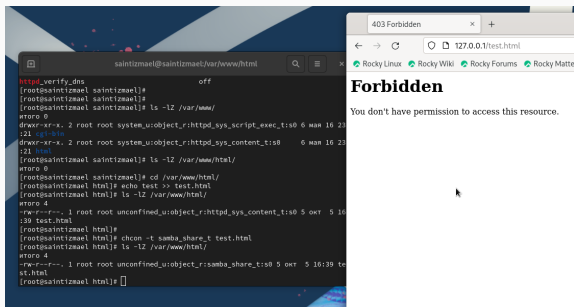 saintizmael@saintizmael:/var/www/html
httpd_verify_dns off
[root@saintizmael saintizmael]#
[root@saintizmael saintizmael]#
[root@saintizmael saintizmael]# ls -lZ /var/www/
итого 0
drwxr-xr-x. 2 root root system_u:object_r:httpd_sys_script_exec_t:s0 6 мая 16 23
:21 cgi-bin
drwxr-xr-x. 2 root root system_u:object_r:httpd_sys_content_t:s0 6 мая 16 23
:21 html
[root@saintizmael saintizmael]# ls -lZ /var/www/html/
итого 0
[root@saintizmael saintizmael]# cd /var/www/html/
[root@saintizmael html]# echo test >> test.html
[root@saintizmael html]# ls -lZ /var/www/html/
итого 4
-rw-r--r--. 1 root root unconfined_u:object_r:httpd_sys_content_t:s0 5 окт 5 16
:39 test.html
[root@saintizmael html]#
[root@saintizmael html]# chcon -t samba_share_t test.html
[root@saintizmael html]# ls -lZ /var/www/html/
итого 4
-rw-r--r--. 1 root root unconfined_u:object_r:samba_share_t:s0 5 окт 5 16:39 te
st.html
[root@saintizmael html]#
403 Forbidden
127.0.0.1/test.html
Rocky Linux Rocky Wiki Rocky Forums Rocky Matte
Forbidden
You don't have permission to access this resource.